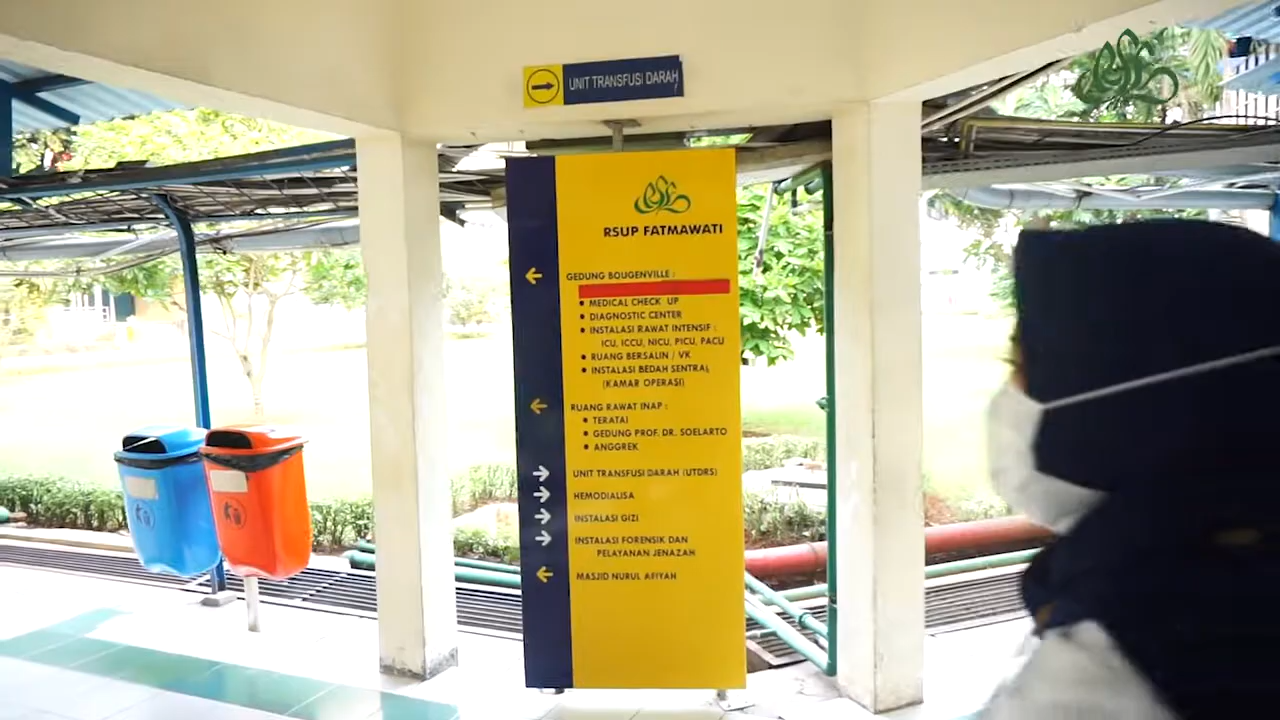 UNIT TRANSFUSI DARAH
RSUP FATMAWATI
GEDUNG BOUGENVILLE :
• MEDICAL CHECK UP
• DIAGNOSTIC CENTER
• INSTALASI RAWAT INTENSIF :
ICU, ICCU, NICU, PICU, PACU
• RUANG BERSALIN / VK
• INSTALASI BEDAH SENTRAL
(KAMAR OPERASI)
RUANG RAWAT INAP :
• TERATAI
• GEDUNG PROF. DR. SOELARTO
• ANGGREK
UNIT TRANSFUSI DARAH (UTDRS)
HEMODIALISA
INSTALASI GIZI
INSTALASI FORENSIK DAN
PELAYANAN JENAZAH
MASJID NURUL AFIYAH